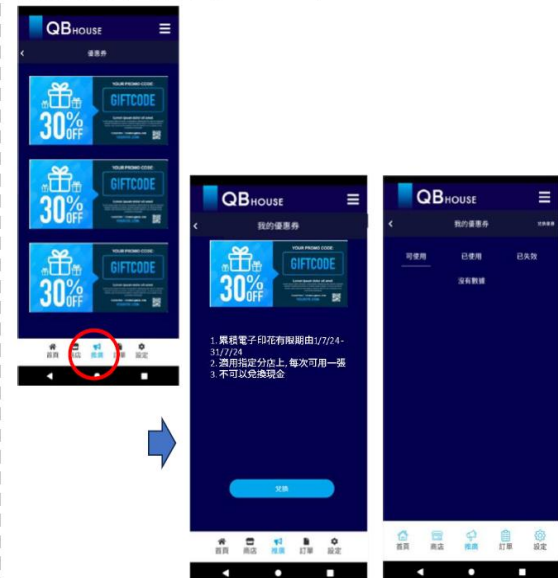 QB HOUSE
優惠券
YOUR PROMO CODE
GIFTCODE
30% OFF
YOUR PROMO CODE
GIFTCODE
30% OFF
YOUR PROMO CODE
GIFTCODE
30% OFF
首頁 商店 推廣 訂單 設定
QB HOUSE
我的優惠券
YOUR PROMO CODE
GIFTCODE
30% OFF
1. 累積電子印花有限期由1/7/24-
31/7/24
2. 適用指定分店上, 每次可用一張
3. 不可以兌換現金
兌換
首頁 商店 推廣 訂單 設定
QB HOUSE
我的優惠券
可使用 已使用 已失效
沒有數據
首頁 商店 推廣 訂單 設定